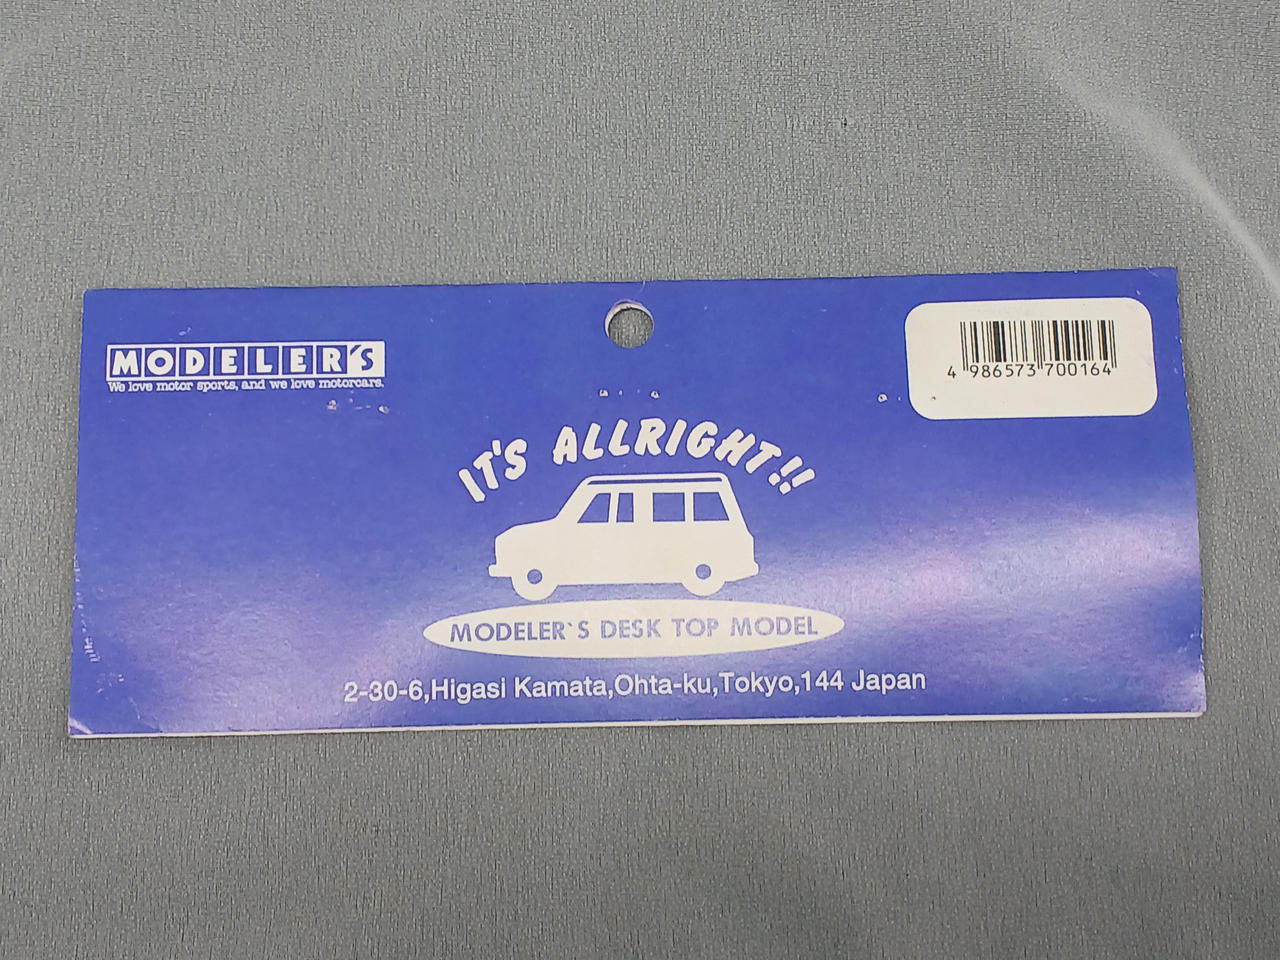 MODELER'S
We love motor sports, and we love motorcars.
4 986573 700164
IT'S ALLRIGHT!!
MODELER`S DESK TOP MODEL
2-30-6,Higasi Kamata,Ohta-ku,Tokyo,144 Japan